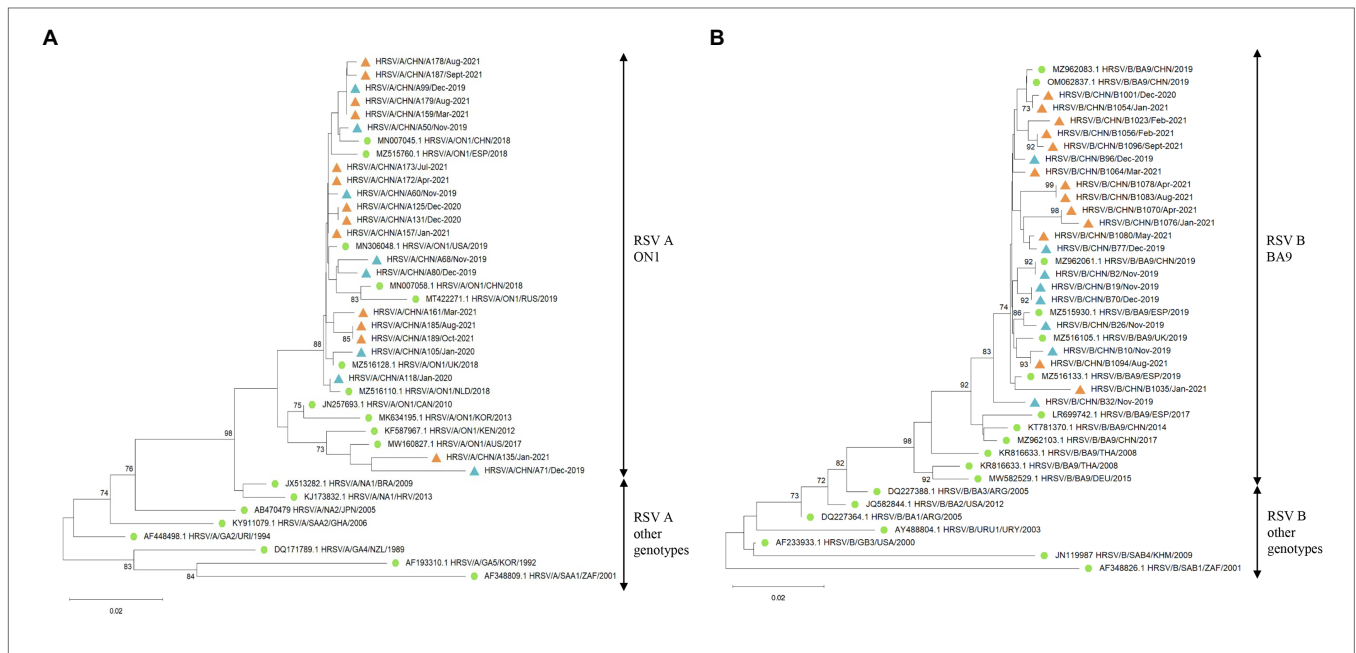 A
HRSV/A/CHN/A178/Aug-2021
HRSV/A/CHN/A187/Sept-2021
HRSV/A/CHN/A99/Dec-2019
HRSV/A/CHN/A179/Aug-2021
HRSV/A/CHN/A159/Mar-2021
HRSV/A/CHN/A50/Nov-2019
MN007045.1 HRSV/A/ON1/CHN/2018
MZ515760.1 HRSV/A/ON1/ESP/2018
HRSV/A/CHN/A173/Jul-2021
HRSV/A/CHN/A172/Apr-2021
HRSV/A/CHN/A60/Nov-2019
HRSV/A/CHN/A125/Dec-2020
HRSV/A/CHN/A131/Dec-2020
HRSV/A/CHN/A157/Jan-2021
MN306048.1 HRSV/A/ON1/USA/2019
HRSV/A/CHN/A68/Nov-2019
HRSV/A/CHN/A80/Dec-2019
MN007058.1 HRSV/A/ON1/CHN/2018
83 MT422271.1 HRSV/A/ON1/RUS/2019
HRSV/A/CHN/A161/Mar-2021
HRSV/A/CHN/A185/Aug-2021
85 HRSV/A/CHN/A189/Oct-2021
HRSV/A/CHN/A105/Jan-2020
88 MZ516128.1 HRSV/A/ON1/UK/2018
HRSV/A/CHN/A118/Jan-2020
MZ516110.1 HRSV/A/ON1/NLD/2018
75 JN257693.1 HRSV/A/ON1/CAN/2010
MK634195.1 HRSV/A/ON1/KOR/2013
KF587967.1 HRSV/A/ON1/KEN/2012
98
73 MW160827.1 HRSV/A/ON1/AUS/2017
HRSV/A/CHN/A135/Jan-2021
HRSV/A/CHN/A71/Dec-2019
76
JX513282.1 HRSV/A/NA1/BRA/2009
74 KJ173832.1 HRSV/A/NA1/HRV/2013
AB470479 HRSV/A/NA2/JPN/2005
KY911079.1 HRSV/A/SAA2/GHA/2006
AF448498.1 HRSV/A/GA2/URI/1994
DQ171789.1 HRSV/A/GA4/NZL/1989
83 AF193310.1 HRSV/A/GA5/KOR/1992
84 AF348809.1 HRSV/A/SAA1/ZAF/2001
0.02
RSV A
ON1
RSV A
other
genotypes
B
MZ962083.1 HRSV/B/BA9/CHN/2019
OM062837.1 HRSV/B/BA9/CHN/2019
HRSV/B/CHN/B1001/Dec-2020
73 HRSV/B/CHN/B1054/Jan-2021
HRSV/B/CHN/B1023/Feb-2021
HRSV/B/CHN/B1056/Feb-2021
92 HRSV/B/CHN/B1096/Sept-2021
HRSV/B/CHN/B96/Dec-2019
HRSV/B/CHN/B1064/Mar-2021
99 HRSV/B/CHN/B1078/Apr-2021
HRSV/B/CHN/B1083/Aug-2021
98 HRSV/B/CHN/B1070/Apr-2021
HRSV/B/CHN/B1076/Jan-2021
HRSV/B/CHN/B1080/May-2021
HRSV/B/CHN/B77/Dec-2019
92 MZ962061.1 HRSV/B/BA9/CHN/2019
HRSV/B/CHN/B2/Nov-2019
HRSV/B/CHN/B19/Nov-2019
92 HRSV/B/CHN/B70/Dec-2019
74 86 MZ515930.1 HRSV/B/BA9/ESP/2019
HRSV/B/CHN/B26/Nov-2019
MZ516105.1 HRSV/B/BA9/UK/2019
83 HRSV/B/CHN/B10/Nov-2019
93 HRSV/B/CHN/B1094/Aug-2021
MZ516133.1 HRSV/B/BA9/ESP/2019
92 HRSV/B/CHN/B1035/Jan-2021
HRSV/B/CHN/B32/Nov-2019
LR699742.1 HRSV/B/BA9/ESP/2017
KT781370.1 HRSV/B/BA9/CHN/2014
98 MZ962103.1 HRSV/B/BA9/CHN/2017
KR816633.1 HRSV/B/BA9/THA/2008
82 KR816633.1 HRSV/B/BA9/THA/2008
92 MW582529.1 HRSV/B/BA9/DEU/2015
72 DQ227388.1 HRSV/B/BA3/ARG/2005
73 JQ582844.1 HRSV/B/BA2/USA/2012
DQ227364.1 HRSV/B/BA1/ARG/2005
AY488804.1 HRSV/B/URU1/URY/2003
AF233933.1 HRSV/B/GB3/USA/2000
JN119987 HRSV/B/SAB4/KHM/2009
AF348826.1 HRSV/B/SAB1/ZAF/2001
0.02
RSV B
BA9
RSV B
other
genotypes